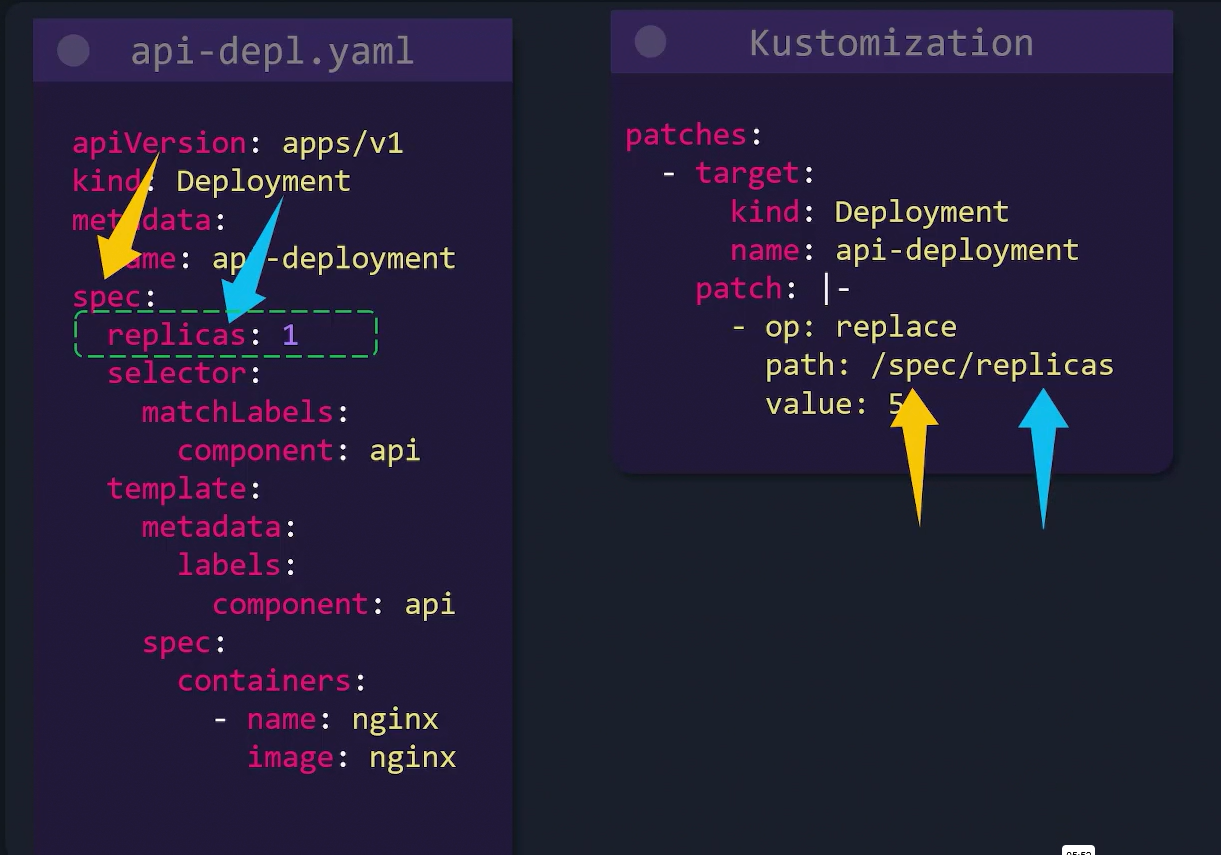 api-depl.yaml
apiVersion: apps/v1
kind: Deployment
metadata:
name: api-deployment
spec:
replicas: 1
selector:
matchLabels:
component: api
template:
metadata:
labels:
component: api
spec:
containers:
- name: nginx
image: nginx
Kustomization
patches:
- target:
kind: Deployment
name: api-deployment
patch: |-
- op: replace
path: /spec/replicas
value: 5